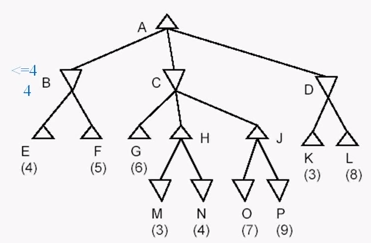 A
<=4
4
B
C
D
E
F
G
H
J
K
L
(4)
(5)
(6)
(3)
(8)
M
N
O
P
(3)
(4)
(7)
(9)